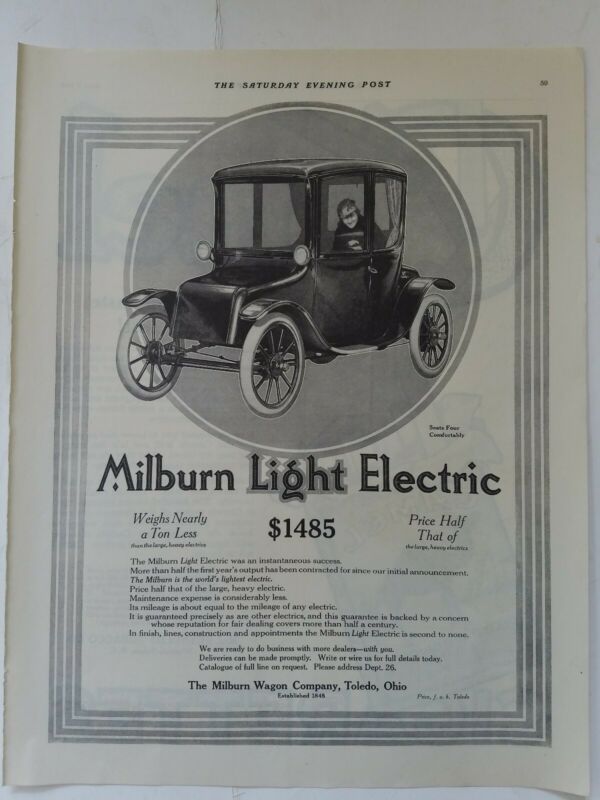 THE SATURDAY EVENING POST
59
Seats Four
Comfortably
Milburn Light Electric
Weighs Nearly
a Ton Less
than the large, heavy electrics
$1485
Price Half
That of
the large, heavy electrics
The Milburn Light Electric was an instantaneous success.
More than half the first year's output has been contracted for since our initial announcement.
The Milburn is the world's lightest electric.
Price half that of the large, heavy electric.
Maintenance expense is considerably less.
Its mileage is about equal to the mileage of any electric.
It is guaranteed precisely as are other electrics, and this guarantee is backed by a concern
whose reputation for fair dealing covers more than half a century.
In finish, lines, construction and appointments the Milburn Light Electric is second to none.
We are ready to do business with more dealers—with you.
Deliveries can be made promptly. Write or wire us for full details today.
Catalogue of full line on request. Please address Dept. 26.
The Milburn Wagon Company, Toledo, Ohio
Established 1848
Price, f. o. b. Toledo